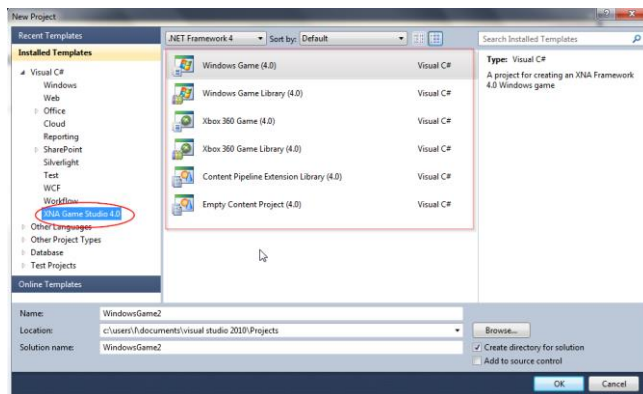 New Project
Recent Templates
Installed Templates
Visual C#
Windows
Web
Office
Cloud
Reporting
SharePoint
Silverlight
Test
WCF
Workflow
XNA Game Studio 4.0
Other Languages
Other Project Types
Database
Test Projects
Online Templates
.NET Framework 4 Sort by: Default
Windows Game (4.0) Visual C#
Windows Game Library (4.0) Visual C#
Xbox 360 Game (4.0) Visual C#
Xbox 360 Game Library (4.0) Visual C#
Content Pipeline Extension Library (4.0) Visual C#
Empty Content Project (4.0) Visual C#
Search Installed Templates
Type: Visual C#
A project for creating an XNA Framework
4.0 Windows game
Name: WindowsGame2
Location: c:\users\l\documents\visual studio 2010\Projects
Browse...
Solution name: WindowsGame2
Create directory for solution
Add to source control
OK Cancel